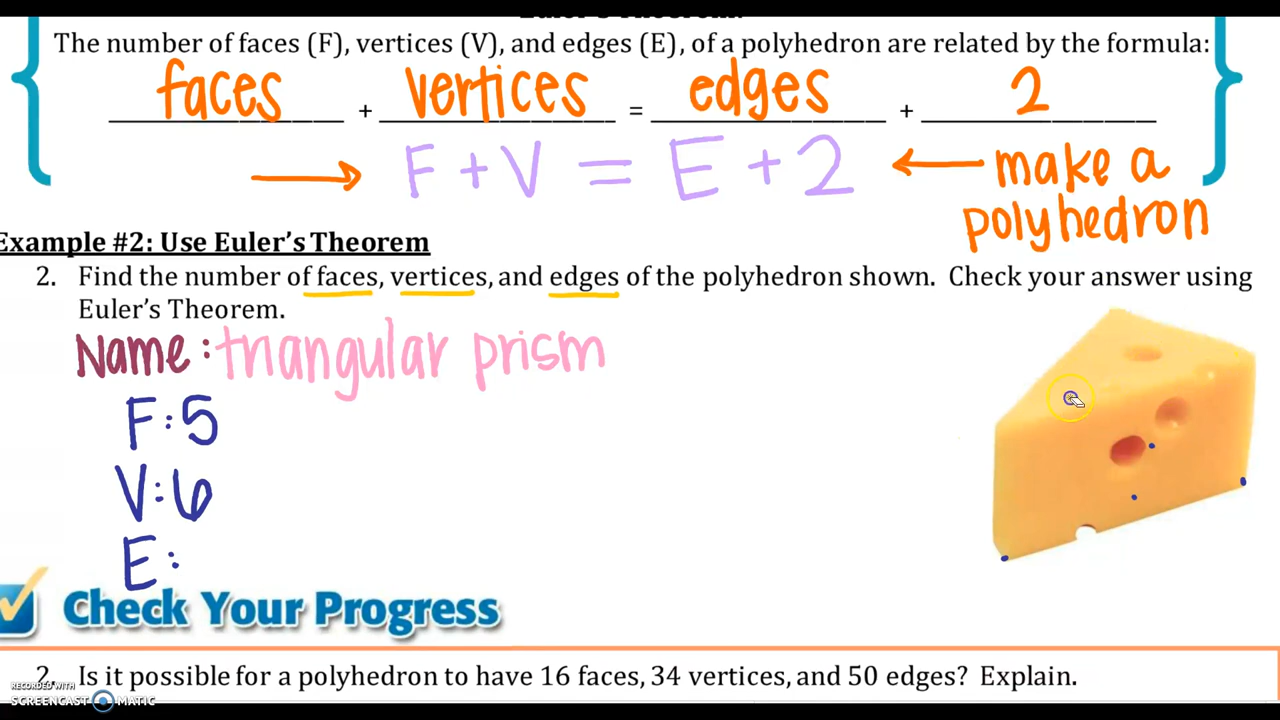 Euler's Theorem:
The number of faces (F), vertices (V), and edges (E), of a polyhedron are related by the formula:
faces + vertices = edges + 2
F + V = E + 2
make a
polyhedron
Example #2: Use Euler's Theorem
2. Find the number of faces, vertices, and edges of the polyhedron shown. Check your answer using
Euler's Theorem.
Name: triangular prism
F: 5
V: 6
E:
Check Your Progress
2. Is it possible for a polyhedron to have 16 faces, 34 vertices, and 50 edges? Explain.
RECORDED WITH
SCREENCAST MATIC